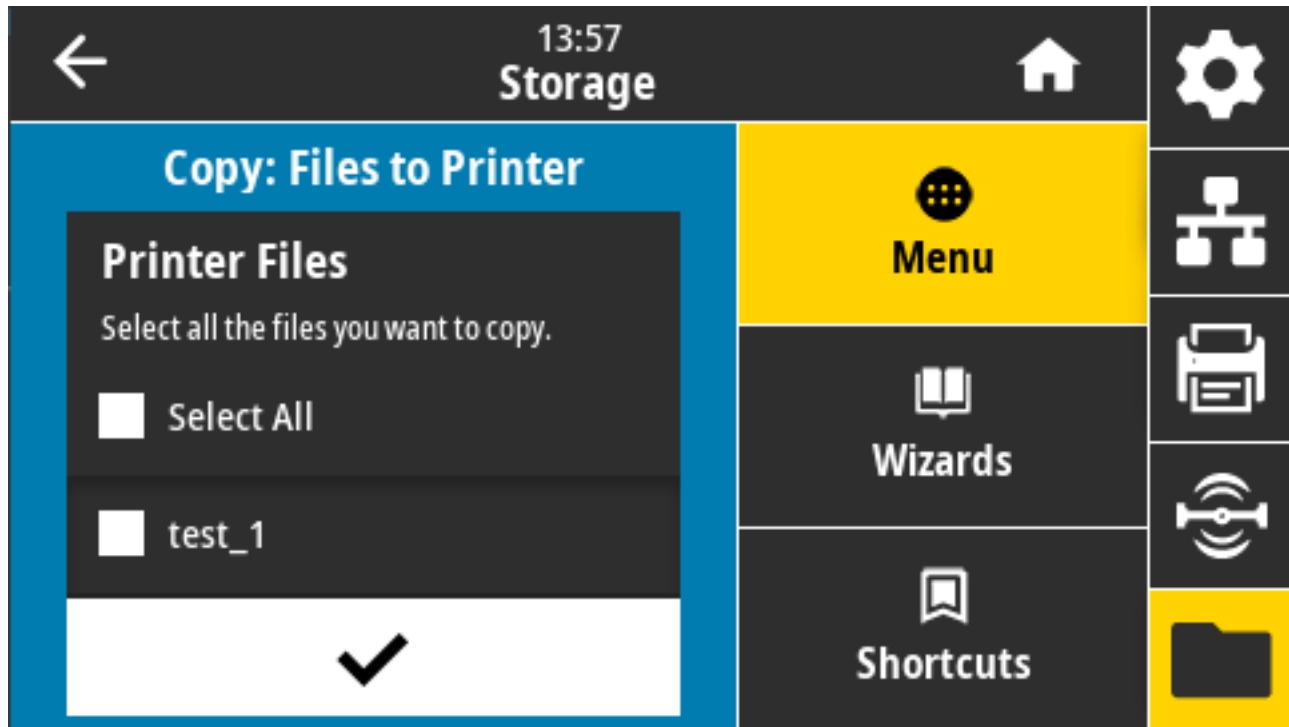 13:57
Storage
Copy: Files to Printer
Printer Files
Select all the files you want to copy.
Select All
test_1
Menu
Wizards
Shortcuts